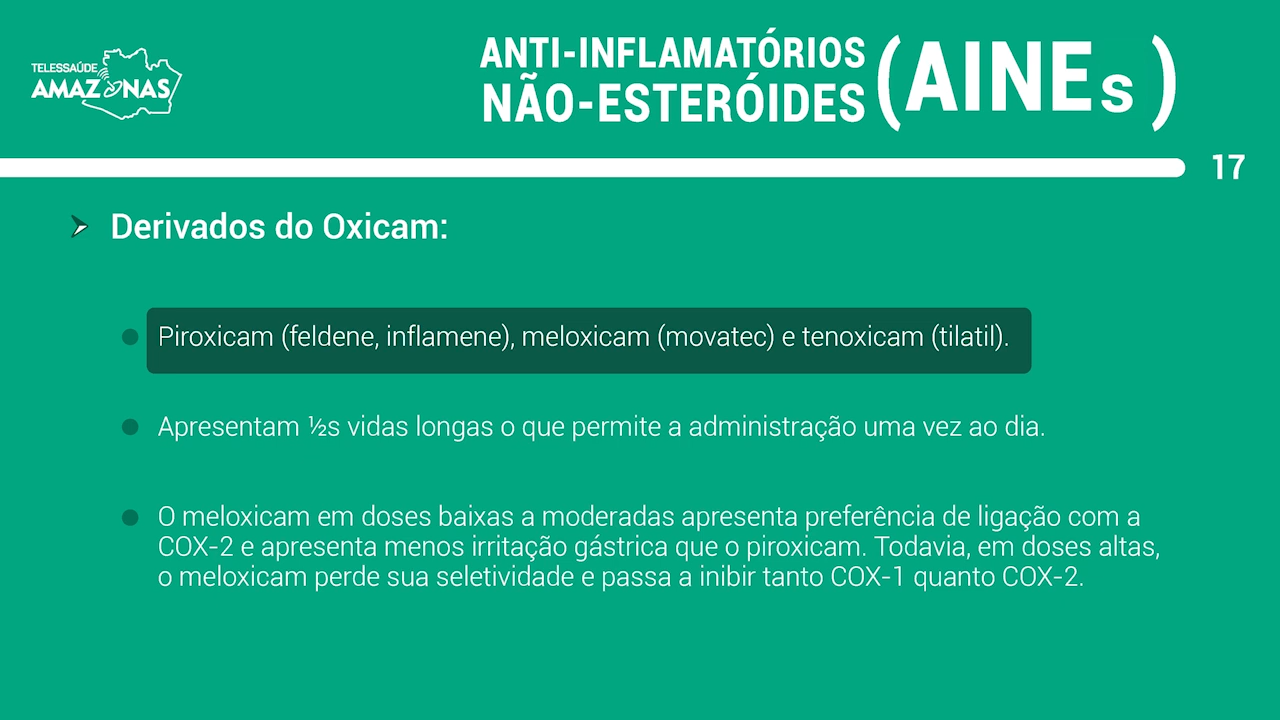 TELESSAÚDE
AMAZONAS
ANTI-INFLAMATÓRIOS
NÃO-ESTERÓIDES
(AINEs)
17
Derivados do Oxicam:
Piroxicam (feldene, inflamene), meloxicam (movatec) e tenoxicam (tilatil).
Apresentam ½s vidas longas o que permite a administração uma vez ao dia.
O meloxicam em doses baixas a moderadas apresenta preferência de ligação com a
COX-2 e apresenta menos irritação gástrica que o piroxicam. Todavia, em doses altas,
o meloxicam perde sua seletividade e passa a inibir tanto COX-1 quanto COX-2.